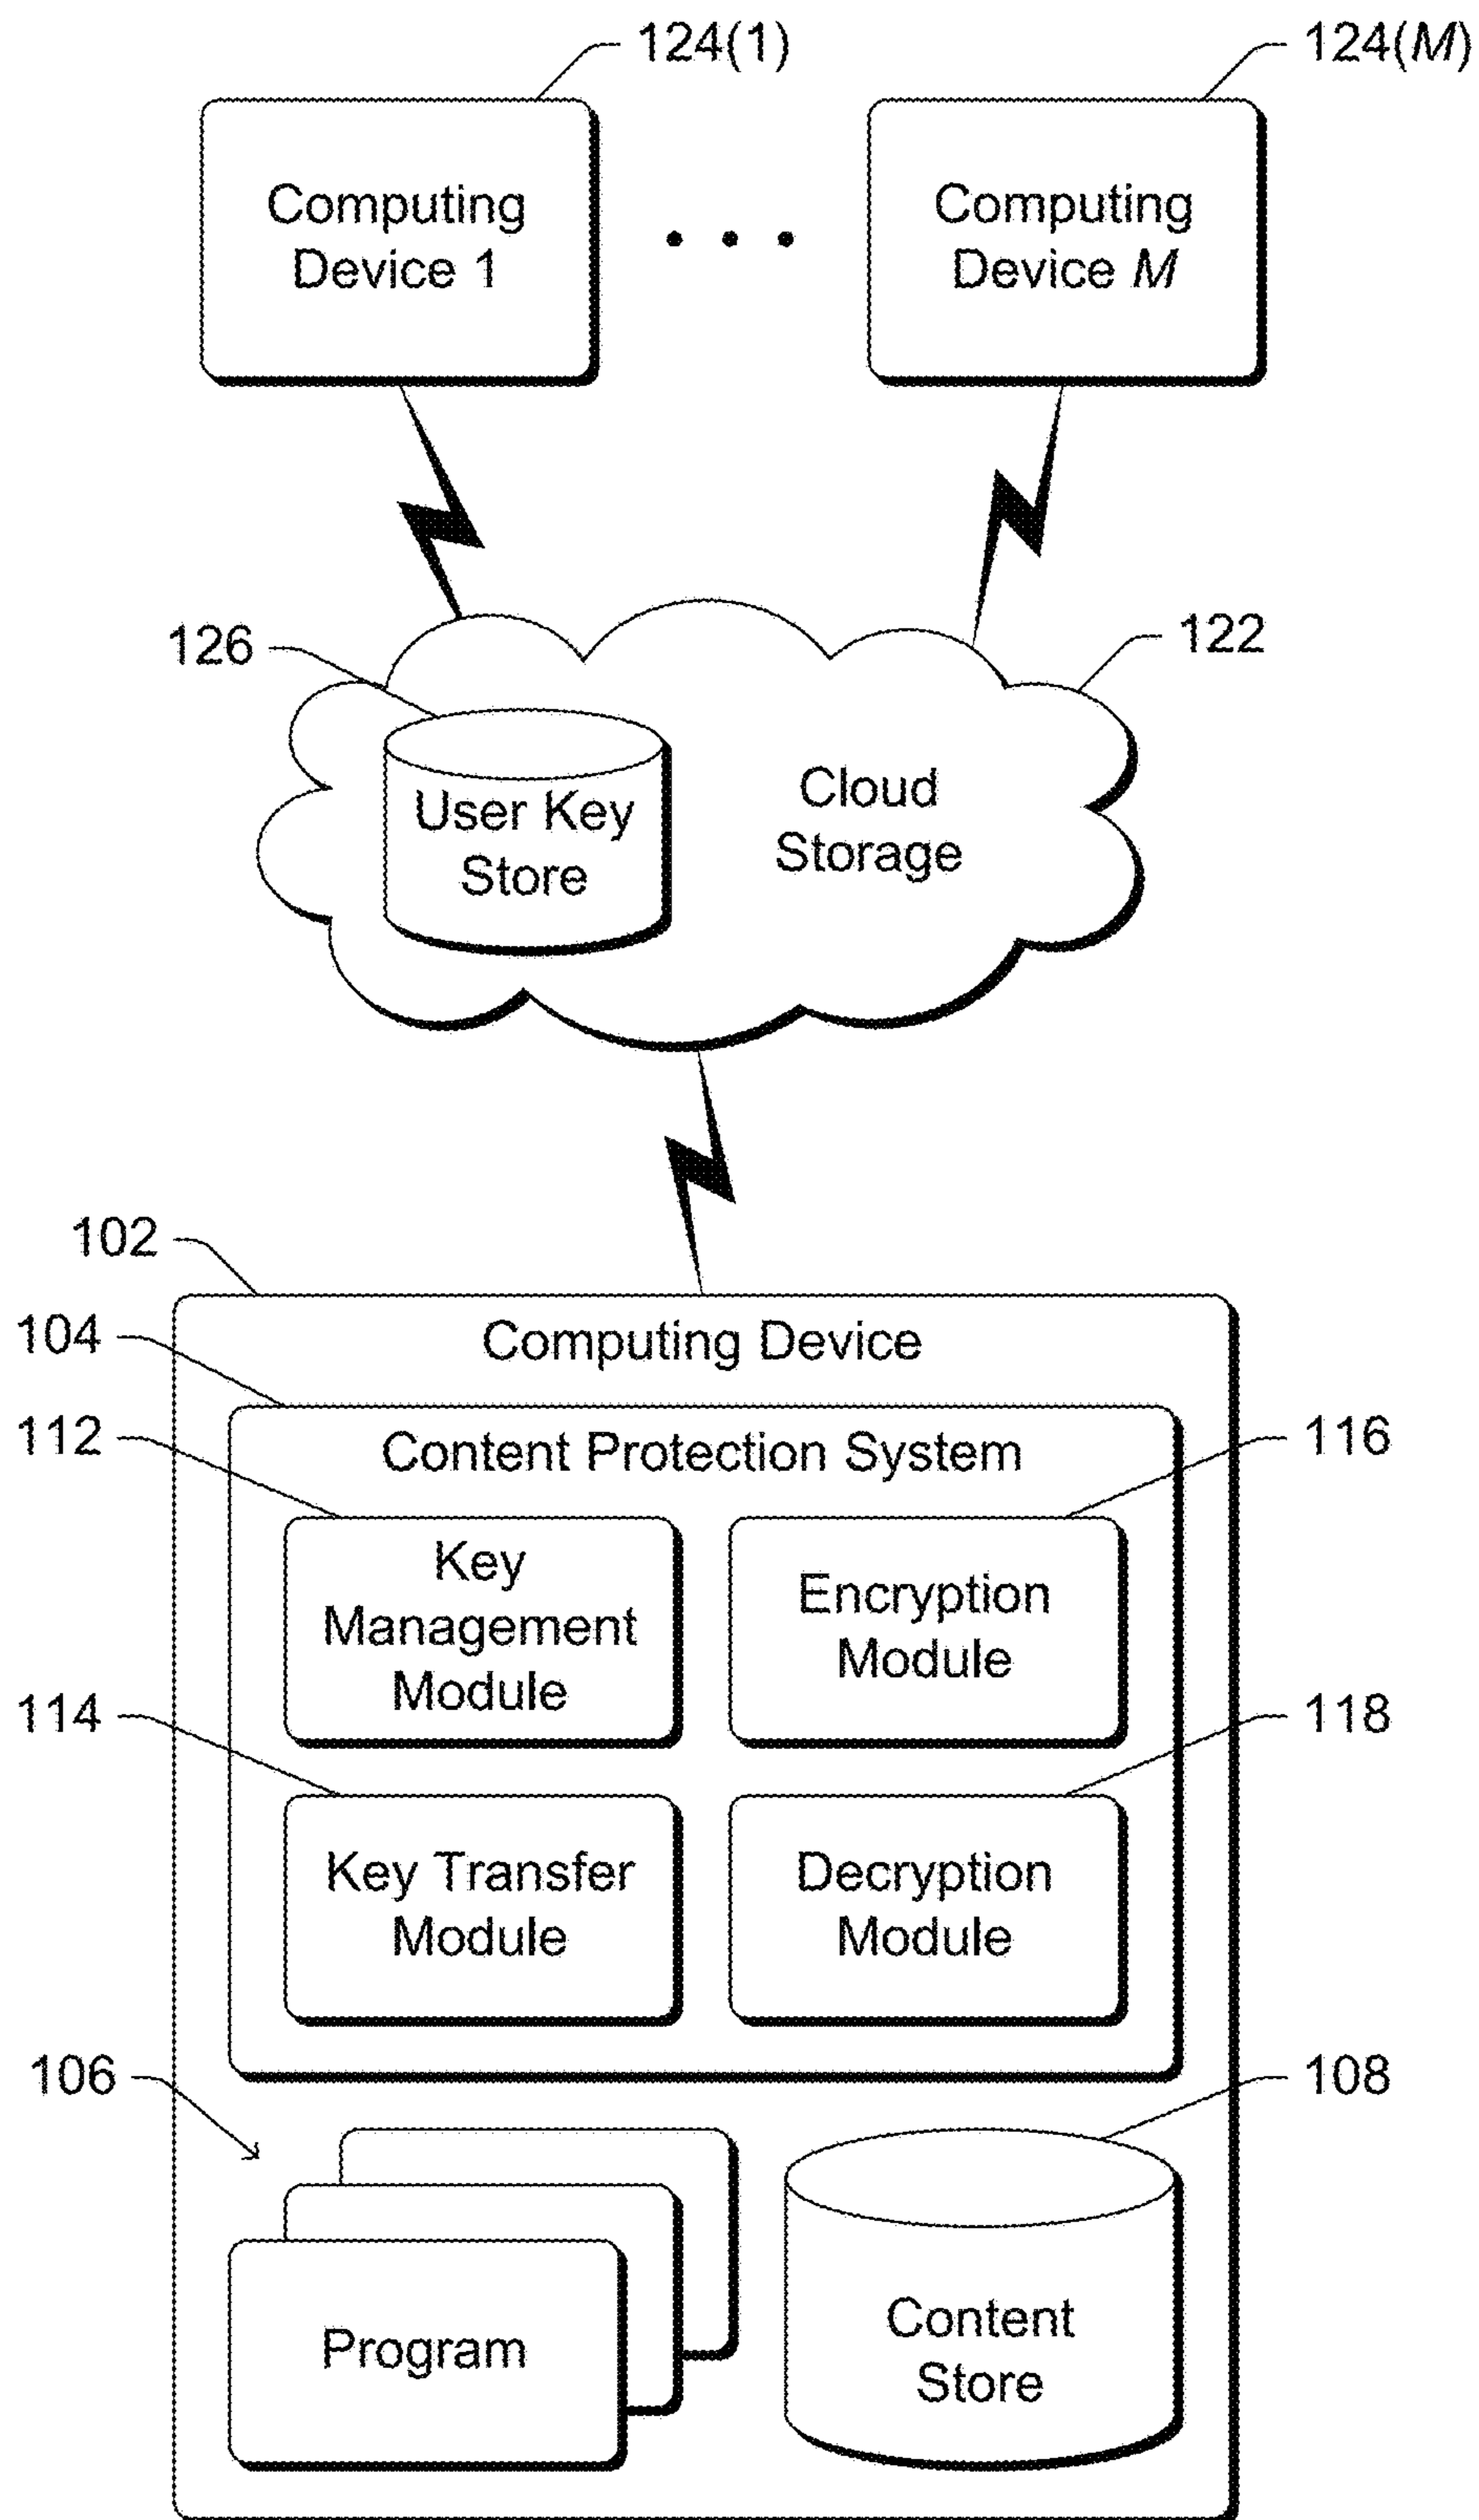 124(1)
124(M)
Computing
Device 1
• • •
Computing
Device M
126
122
User Key
Store
Cloud
Storage
102
Computing Device
104
Content Protection System
112
116
Key
Management
Module
Encryption
Module
114
118
Key Transfer
Module
Decryption
Module
106
108
Program
Content
Store